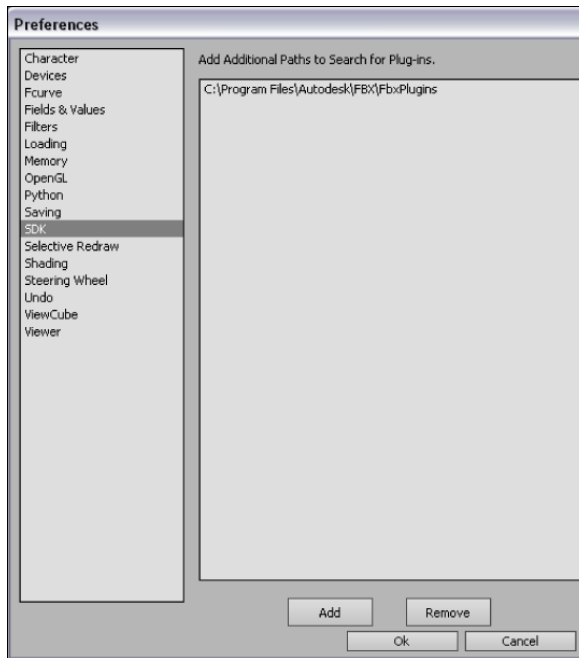 Preferences
Character
Devices
Fcurve
Fields & Values
Filters
Loading
Memory
OpenGL
Python
Saving
SDK
Selective Redraw
Shading
Steering Wheel
Undo
ViewCube
Viewer
Add Additional Paths to Search for Plug-ins.
C:\Program Files\Autodesk\FBX\FbxPlugins
Add Remove
Ok Cancel